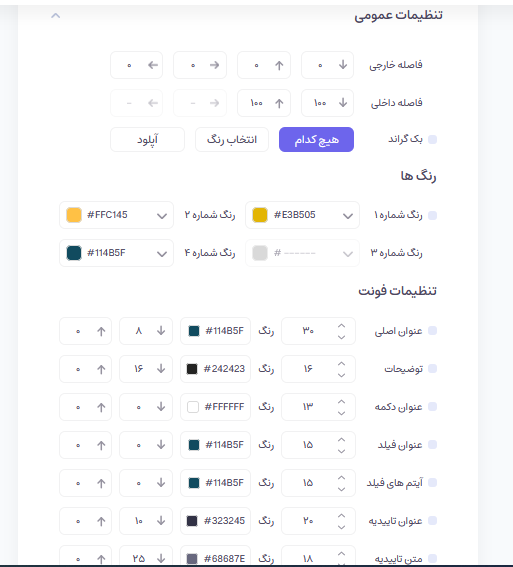 تنظیمات عمومی
فاصله خارجی ۰ ۰ ۰ ۰
فاصله داخلی ۱۰۰ ۱۰۰ - -
بک گراند هیچ کدام انتخاب رنگ آپلود
رنگ ها
رنگ شماره ۱ #E3B505 رنگ شماره ۲ #FFC145
رنگ شماره ۳ # ------ رنگ شماره ۴ #114B5F
تنظیمات فونت
عنوان اصلی ۳۰ رنگ #114B5F ۸ ۰
توضیحات ۱۶ رنگ #242423 ۱۶ ۰
عنوان دکمه ۱۳ رنگ #FFFFFF ۰ ۰
عنوان فیلد ۱۵ رنگ #114B5F ۰ ۰
آیتم های فیلد ۱۵ رنگ #114B5F ۰ ۰
عنوان تاییدیه ۲۰ رنگ #323245 ۱۰ ۰
متن تاییدیه ۱۸ رنگ #68687E ۲۵ ۰